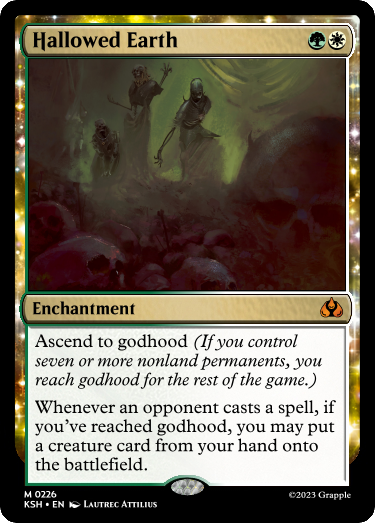 Hallowed Earth
Enchantment
Ascend to godhood (If you control
seven or more nonland permanents, you
reach godhood for the rest of the game.)
Whenever an opponent casts a spell, if
you've reached godhood, you may put
a creature card from your hand onto
the battlefield.
M 0226
KSH • EN Lautrec Attilius
©2023 Grapple